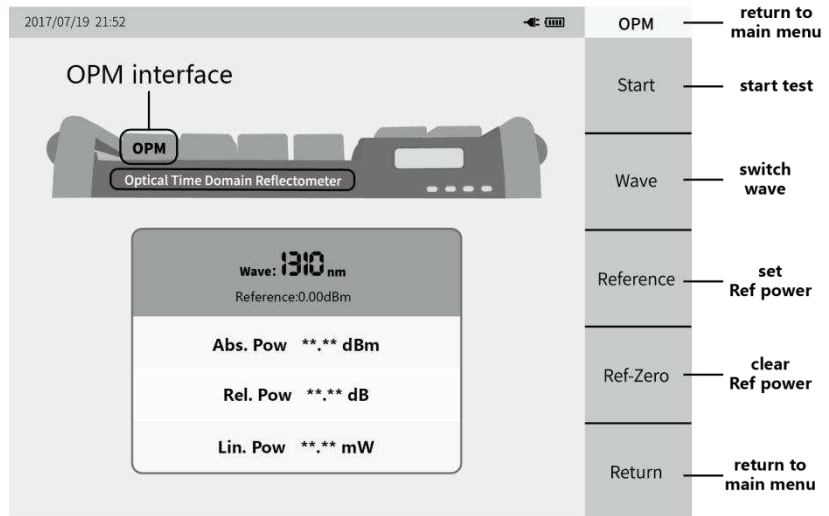 2017/07/19 21:52
OPM interface
OPM
Optical Time Domain Reflectometer
Wave: 1310 nm
Reference:0.00dBm
Abs. Pow **.** dBm
Rel. Pow **.** dB
Lin. Pow **.** mW
OPM
return to
main menu
Start
start test
Wave
switch
wave
Reference
set
Ref power
Ref-Zero
clear
Ref power
Return
return to
main menu